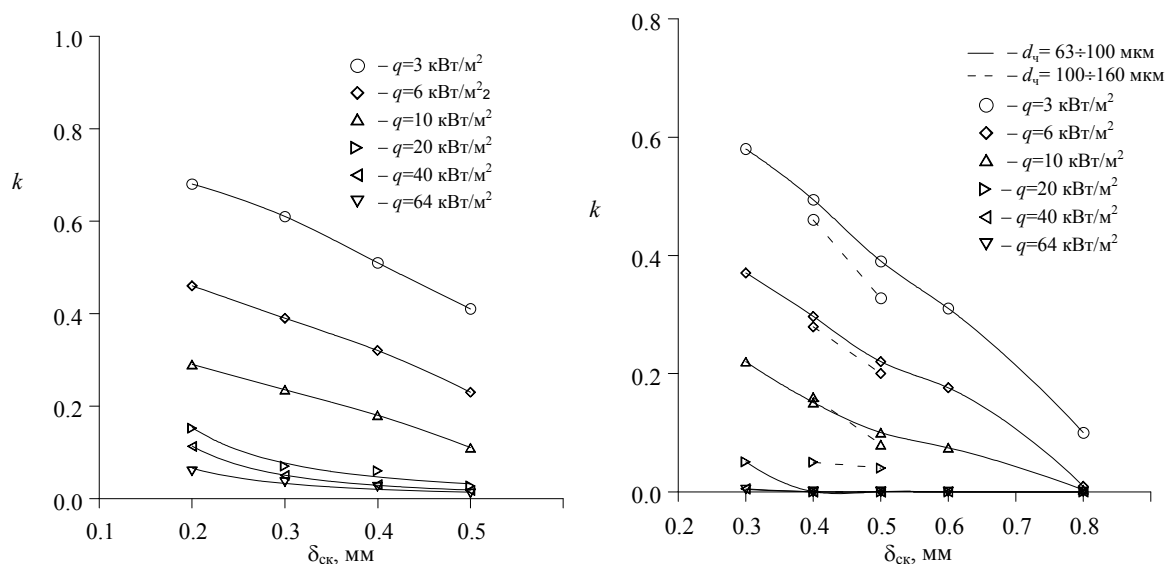 1.0
0.8
0.6
0.4
0.2
0.0
k
– q=3 кВт/м²
– q=6 кВт/м²2
– q=10 кВт/м²
– q=20 кВт/м²
– q=40 кВт/м²
– q=64 кВт/м²
0.1 0.2 0.3 0.4 0.5 0.6
δск, мм
0.8
0.6
0.4
0.2
0.0
k
– dч= 63÷100 мкм
– dч= 100÷160 мкм
– q=3 кВт/м²
– q=6 кВт/м²
– q=10 кВт/м²
– q=20 кВт/м²
– q=40 кВт/м²
– q=64 кВт/м²
0.2 0.3 0.4 0.5 0.6 0.7 0.8 0.9
δск, мм